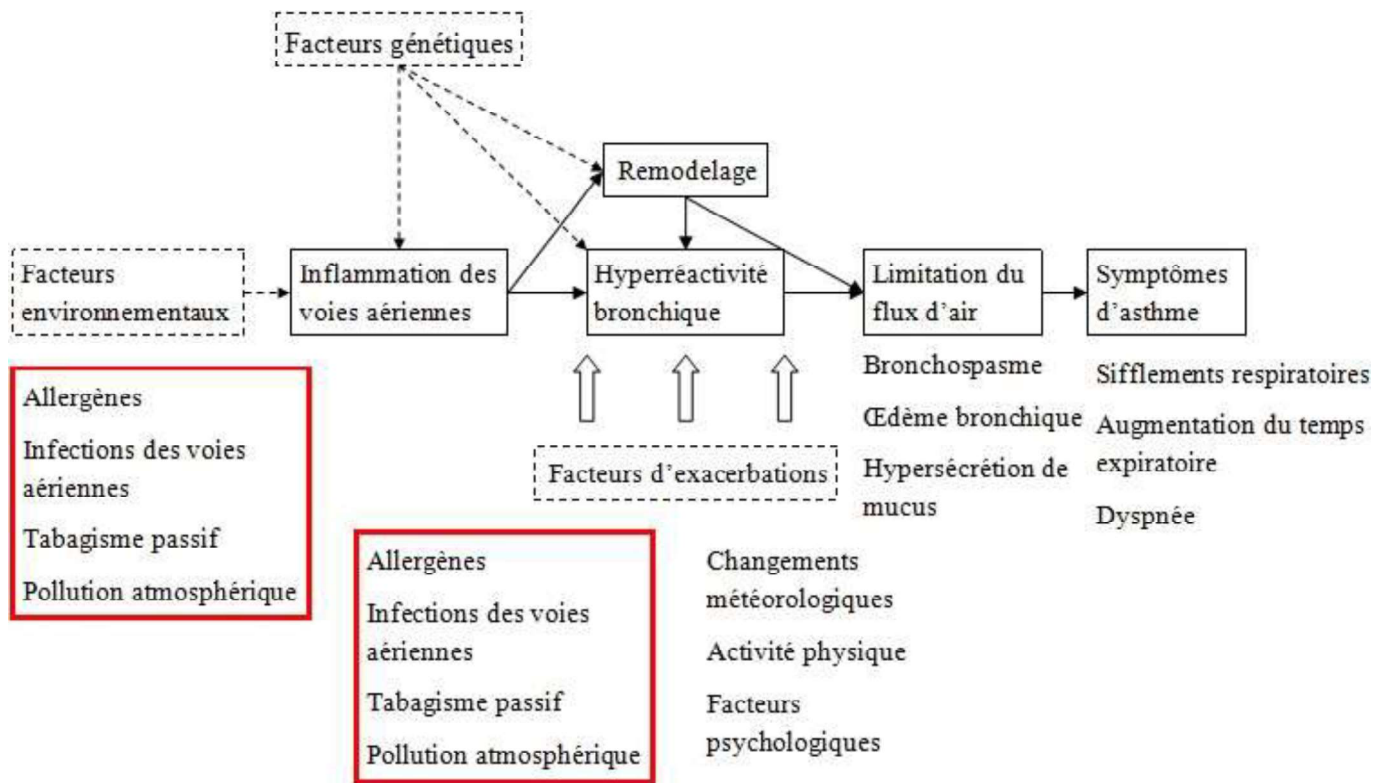 Facteurs génétiques
Remodelage
Facteurs
environnementaux
Inflammation des
voies aériennes
Hyperréactivité
bronchique
Limitation du
flux d'air
Symptômes
d'asthme
Allergènes
Infections des voies
aériennes
Tabagisme passif
Pollution atmosphérique
Facteurs d'exacerbations
Allergènes
Infections des voies
aériennes
Tabagisme passif
Pollution atmosphérique
Changements
météorologiques
Activité physique
Facteurs
psychologiques
Bronchospasme
Œdème bronchique
Hypersécrétion de
mucus
Sifflements respiratoires
Augmentation du temps
expiratoire
Dyspnée